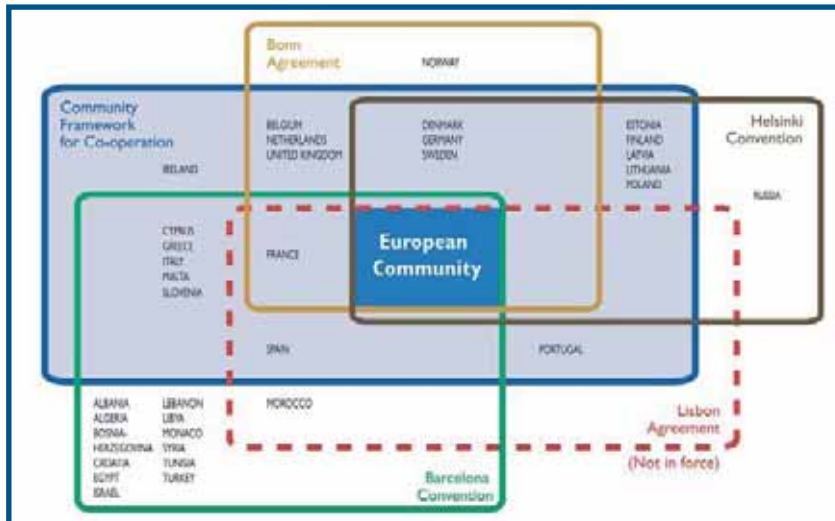 Bonn
Agreement
NORWAY
Community
Framework
for Co-operation
BELGIUM
NETHERLANDS
UNITED KINGDOM
DENMARK
GERMANY
SWEDEN
ESTONIA
FINLAND
LATVIA
LITHUANIA
POLAND
Helsinki
Convention
IRELAND
RUSSIA
CYPRUS
GREECE
ITALY
MALTA
SLOVENIA
FRANCE
European
Community
SPAIN
PORTUGAL
ALBANIA
ALGERIA
BOSNIA-
HERZEGOVINA
CROATIA
EGYPT
ISRAEL
LEBANON
LIBYA
MONACO
SYRIA
TUNISIA
TURKEY
MOROCCO
Lisbon
Agreement
(Not in force)
Barcelona
Convention